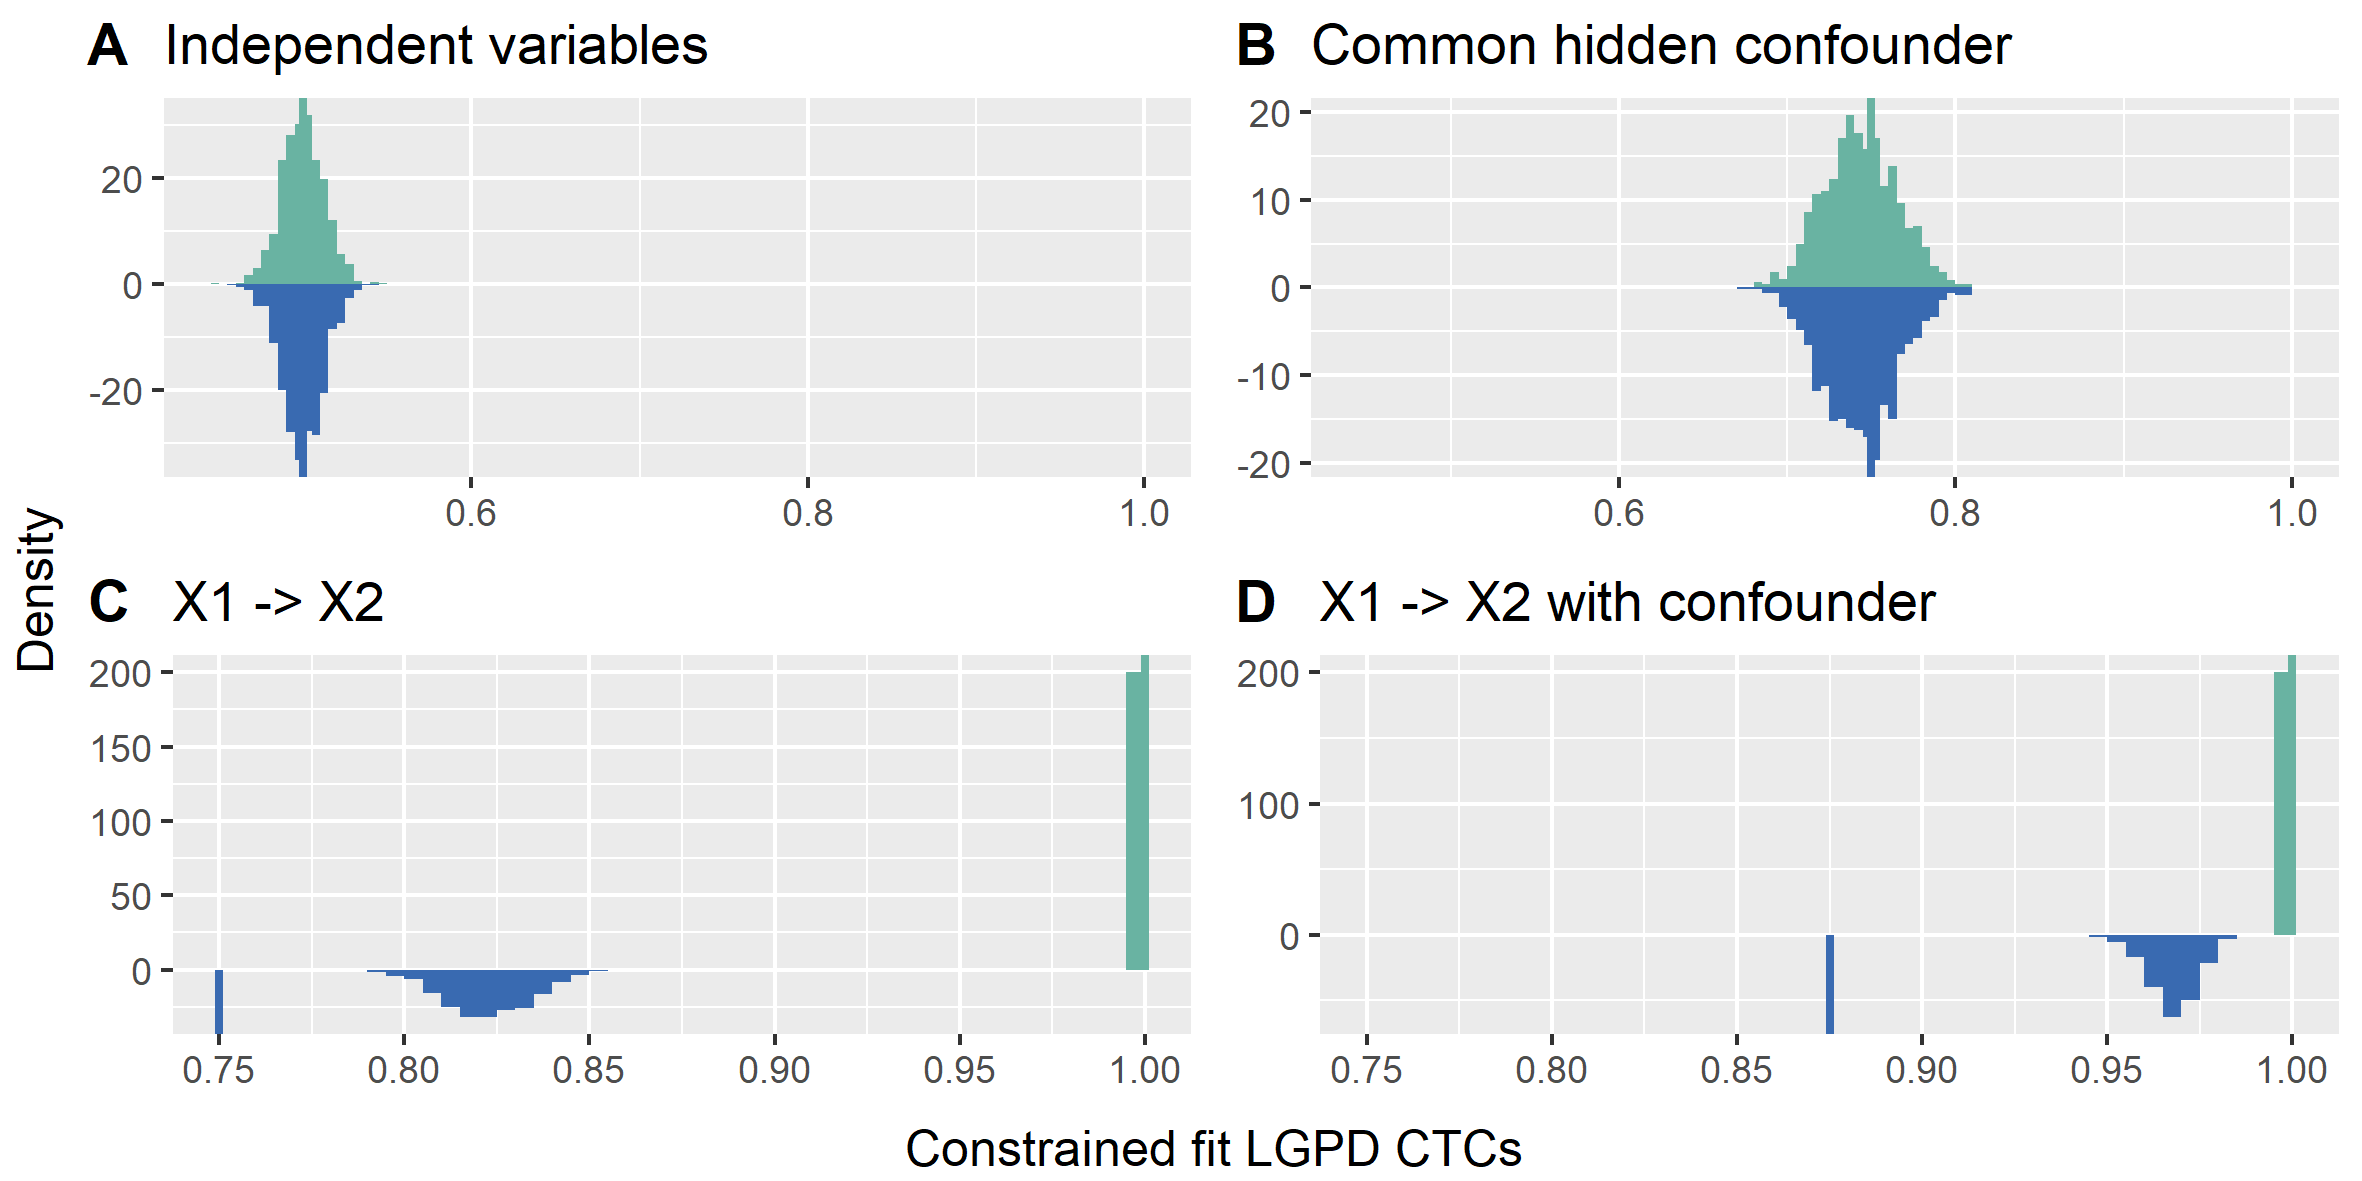 A Independent variables
20
0
-20
0.6 0.8 1.0
B Common hidden confounder
20
10
0
-10
-20
0.6 0.8 1.0
Density
C X1 -> X2
200
150
100
50
0
0.75 0.80 0.85 0.90 0.95 1.00
D X1 -> X2 with confounder
200
100
0
0.75 0.80 0.85 0.90 0.95 1.00
Constrained fit LGPD CTCs